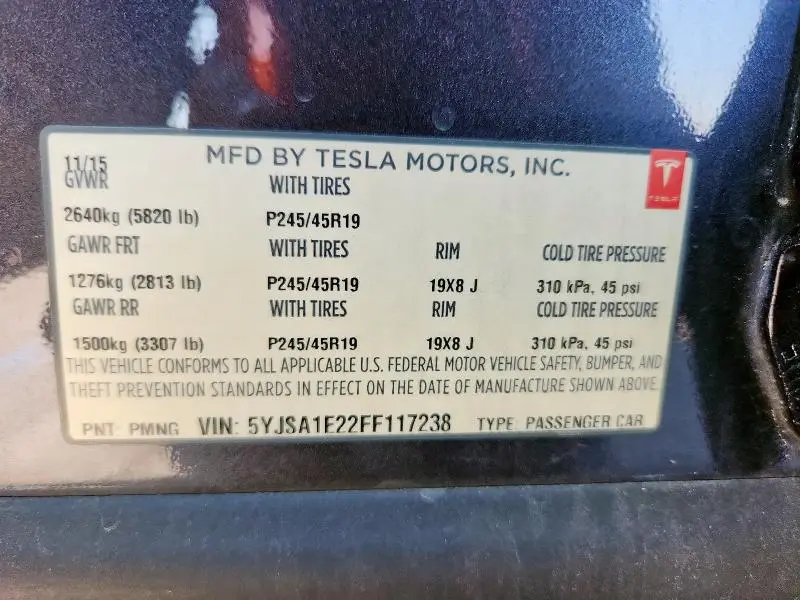 11/15 MFD BY TESLA MOTORS, INC.
TESLA
GVWR WITH TIRES
2640kg (5820 lb) P245/45R19
GAWR FRT WITH TIRES RIM COLD TIRE PRESSURE
1276kg (2813 lb) P245/45R19 19X8 J 310 kPa, 45 psi
GAWR RR WITH TIRES RIM COLD TIRE PRESSURE
1500kg (3307 lb) P245/45R19 19X8 J 310 kPa, 45 psi
THIS VEHICLE CONFORMS TO ALL APPLICABLE U.S. FEDERAL MOTOR VEHICLE SAFETY, BUMPER, AND
THEFT PREVENTION STANDARDS IN EFFECT ON THE DATE OF MANUFACTURE SHOWN ABOVE.
PNT: PMNG VIN: 5YJSA1E22FF117238 TYPE: PASSENGER CAR